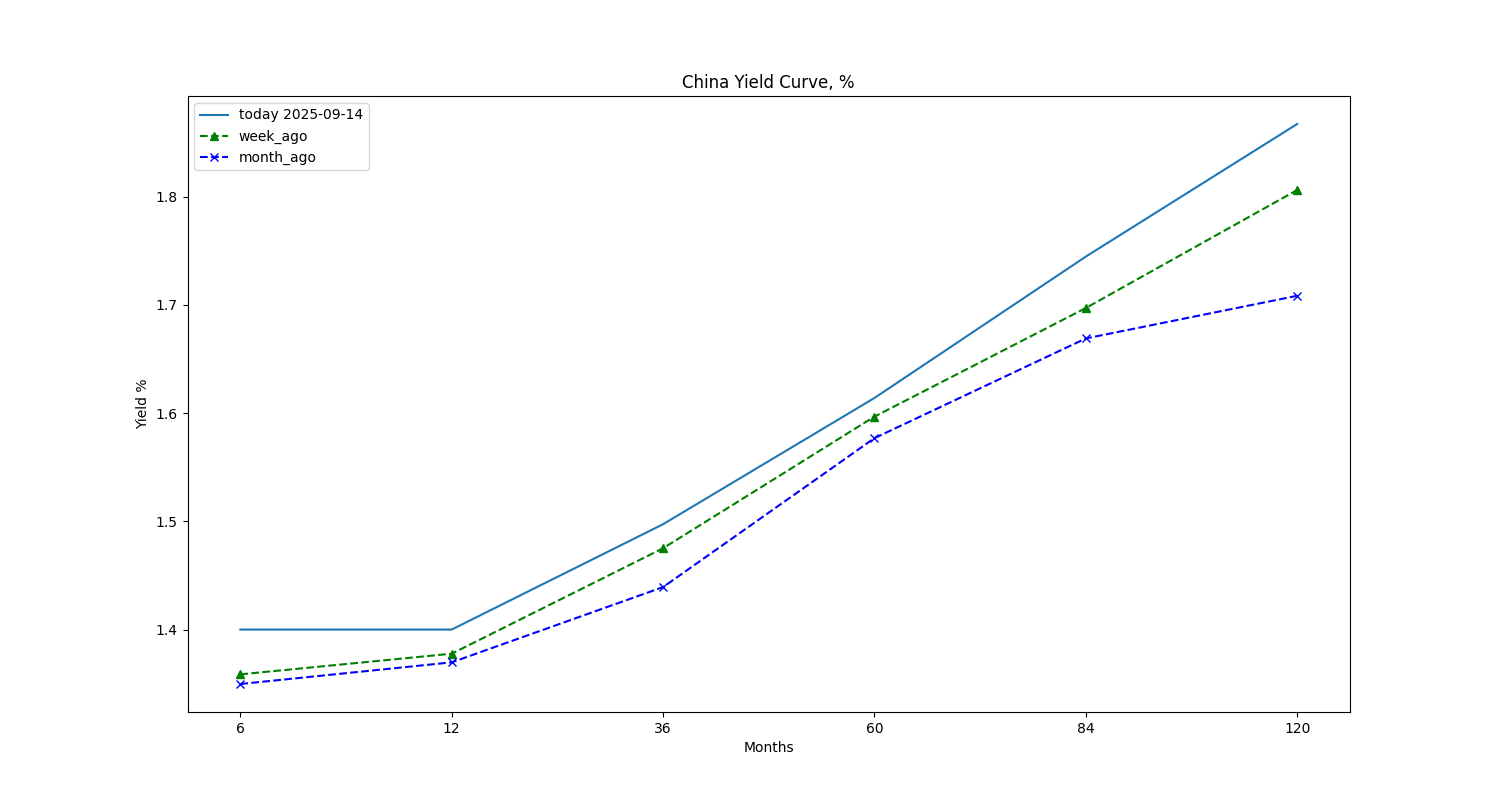 China Yield Curve, %
today 2025-09-14
week_ago
month_ago
1.8
1.7
1.6
1.5
1.4
Yield %
6 12 36 60 84 120
Months